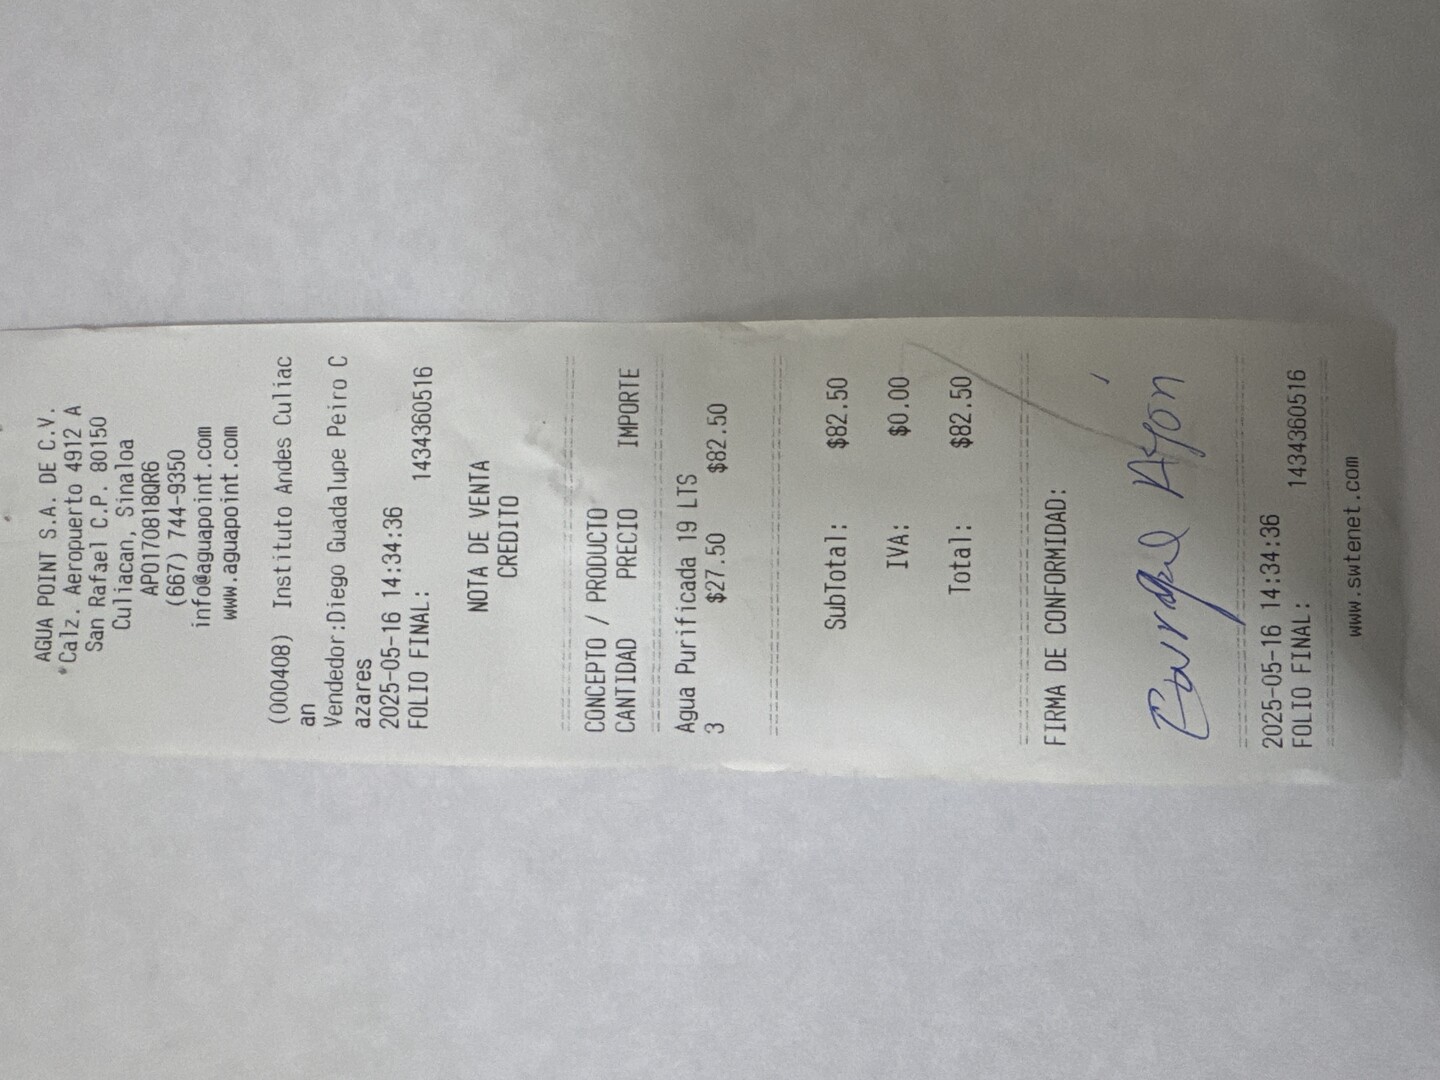 AGUA POINT S.A. DE C.V.
*Calz. Aeropuerto 4912 A
San Rafael C.P. 80150
Culiacan, Sinaloa
APO170818QR6
(667) 744-9350
info@aguapoint.com
www.aguapoint.com
(000408) Instituto Andes Culiac
an
Vendedor:Diego Guadalupe Peiro C
azares
2025-05-16 14:34:36
FOLIO FINAL: 1434360516
NOTA DE VENTA
CREDITO
CONCEPTO / PRODUCTO
CANTIDAD PRECIO IMPORTE
Agua Purificada 19 LTS
3 $27.50 $82.50
SubTotal: $82.50
IVA: $0.00
Total: $82.50
FIRMA DE CONFORMIDAD:
Ayón
2025-05-16 14:34:36
FOLIO FINAL: 1434360516
www.swtenet.com